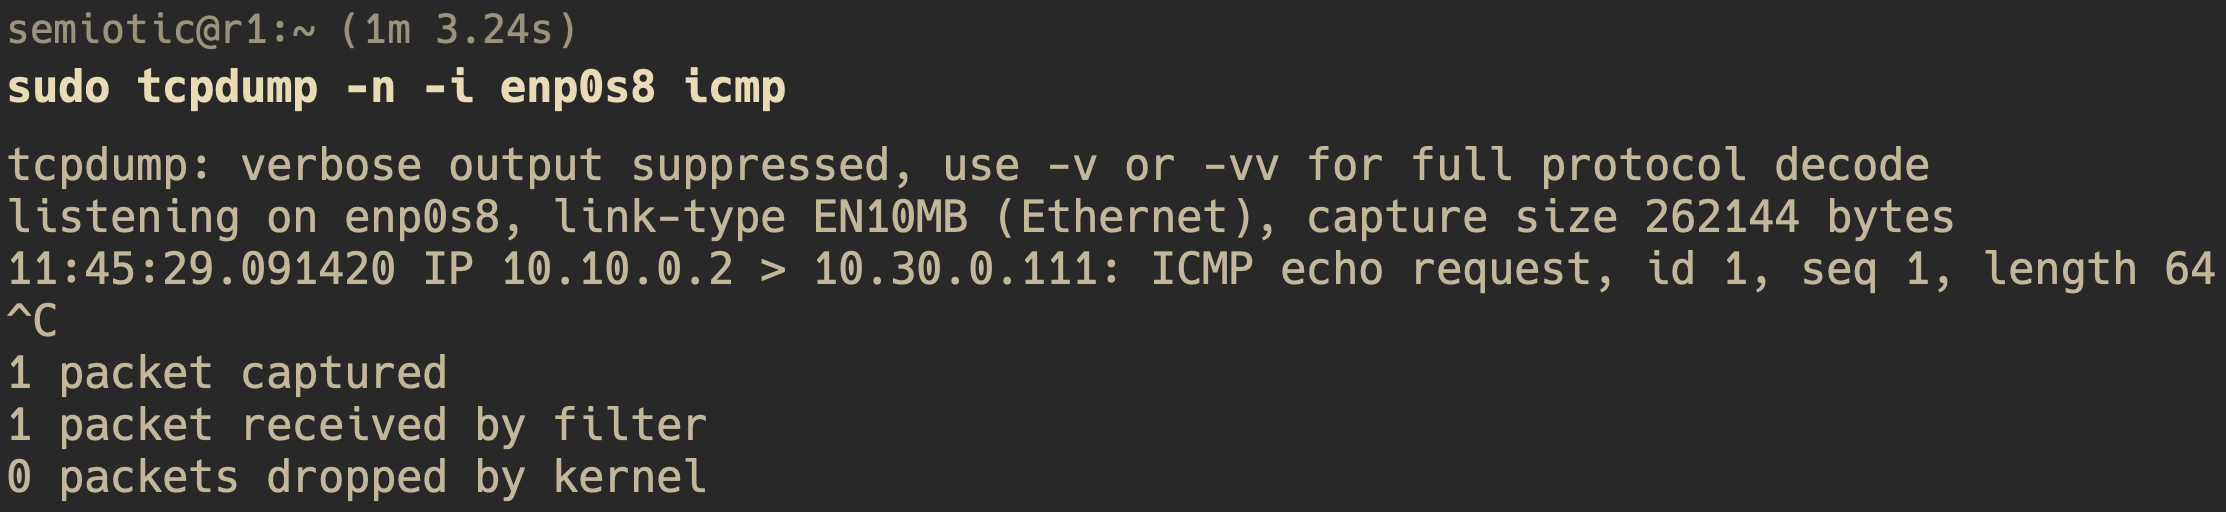 semiotic@r1:~ (1m 3.24s)
sudo tcpdump -n -i enp0s8 icmp
tcpdump: verbose output suppressed, use -v or -vv for full protocol decode
listening on enp0s8, link-type EN10MB (Ethernet), capture size 262144 bytes
11:45:29.091420 IP 10.10.0.2 > 10.30.0.111: ICMP echo request, id 1, seq 1, length 64
^C
1 packet captured
1 packet received by filter
0 packets dropped by kernel